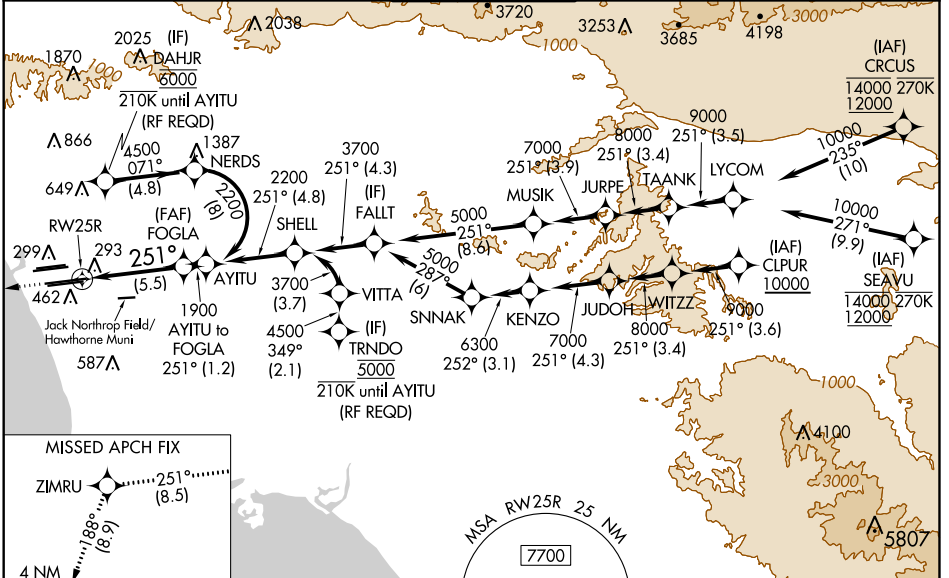 3720
2038
3253
3685
4198
3000
1000
2025
(IF)
DAHJR
6000
210K until AYITU
(RF REQD)
1870
1000
(IAF)
CRCUS
14000 270K
12000
866
1387
NERDS
4500
071°
(4.8)
649
2200
(8)
3700
251° (4.3)
2200
251° (4.8)
(IF)
FALLT
SHELL
7000
251° (3.9)
MUSIK
8000
251° (3.4)
JURPE
TAANK
9000
251° (3.5)
LYCOM
10000
235°
(10)
10000
271°
(9.9)
(IAF)
SEAVU
14000 270K
12000
5000
251°
(8.6)
5000
287°
(6)
RW25R
299
293
462
(FAF)
FOGLA
251°
(5.5)
AYITU
1900
AYITU to
FOGLA
251° (1.2)
Jack Northrop Field/
Hawthorne Muni
587
3700
(3.7)
VITTA
4500
349°
(2.1)
(IF)
TRNDO
5000
210K until AYITU
(RF REQD)
SNNAK
6300
252° (3.1)
KENZO
7000
251° (4.3)
JUDOH
8000
251° (3.4)
WITZZ
9000
251° (3.6)
(IAF)
CLPUR
10000
1000
4100
3000
5807
MISSED APCH FIX
ZIMRU
251°
(8.5)
188°
(8.9)
4 NM
MSA RW25R 25 NM
7700